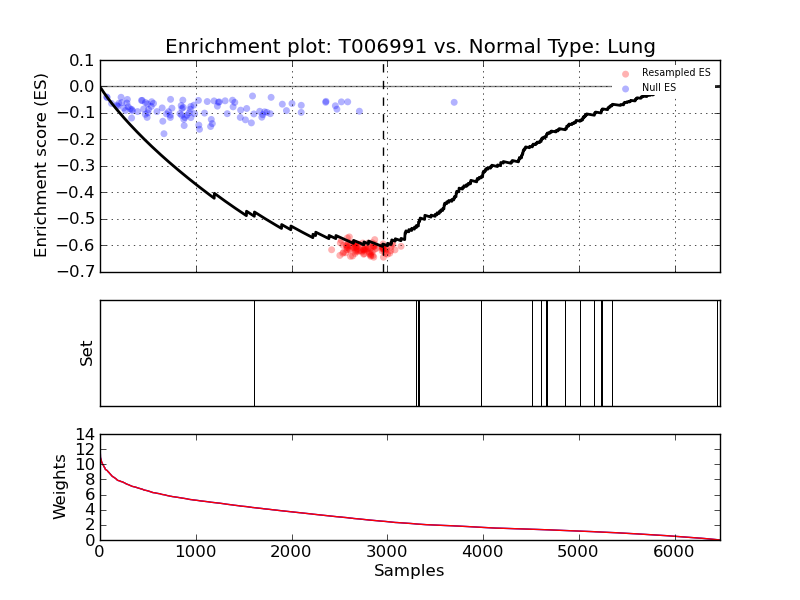 Enrichment plot: T006991 vs. Normal Type: Lung
Enrichment score (ES)
0.1
0.0
−0.1
−0.2
−0.3
−0.4
−0.5
−0.6
−0.7
Resampled ES
Null ES
Set
Weights
14
12
10
8
6
4
2
0
0 1000 2000 3000 4000 5000 6000
Samples